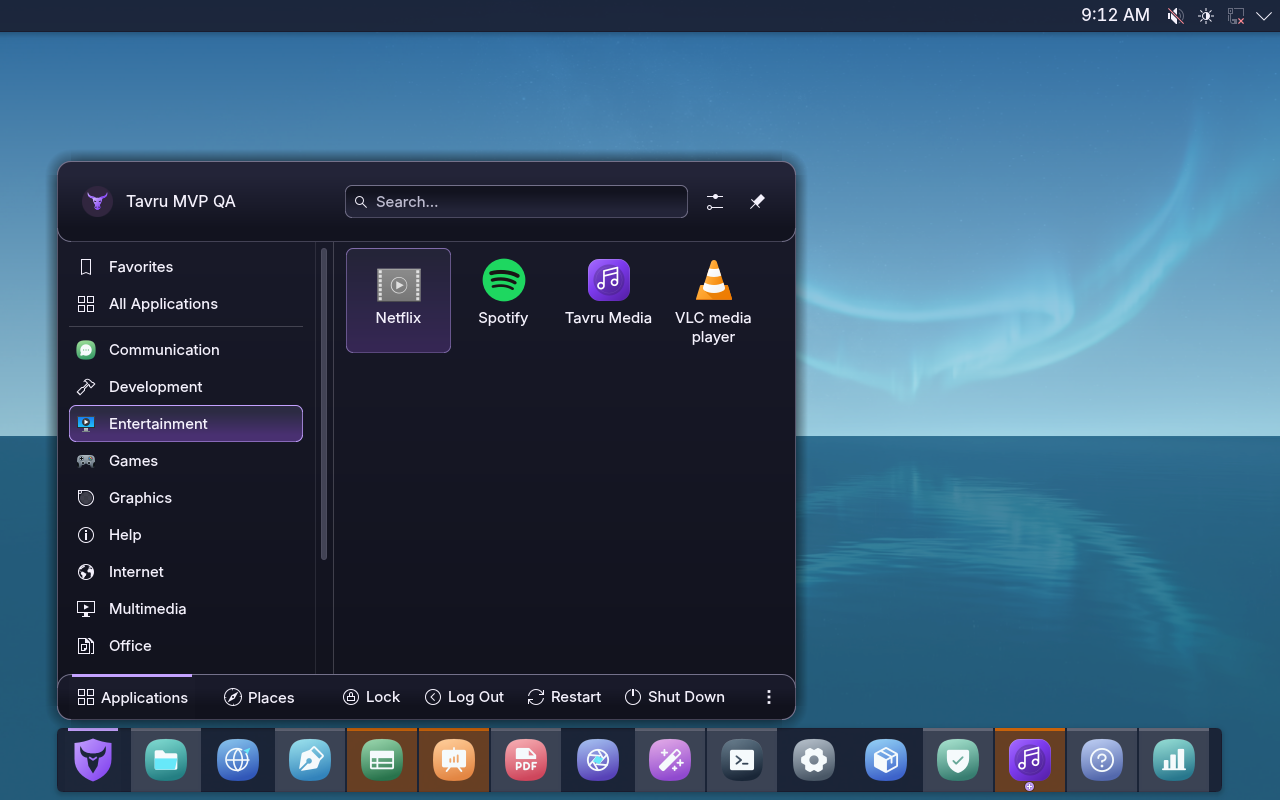 9:12 AM
Tavru MVP QA
Search...
Favorites
All Applications
Communication
Development
Entertainment
Games
Graphics
Help
Internet
Multimedia
Office
Netflix
Spotify
Tavru Media
VLC media
player
Applications
Places
Lock
Log Out
Restart
Shut Down
PDF